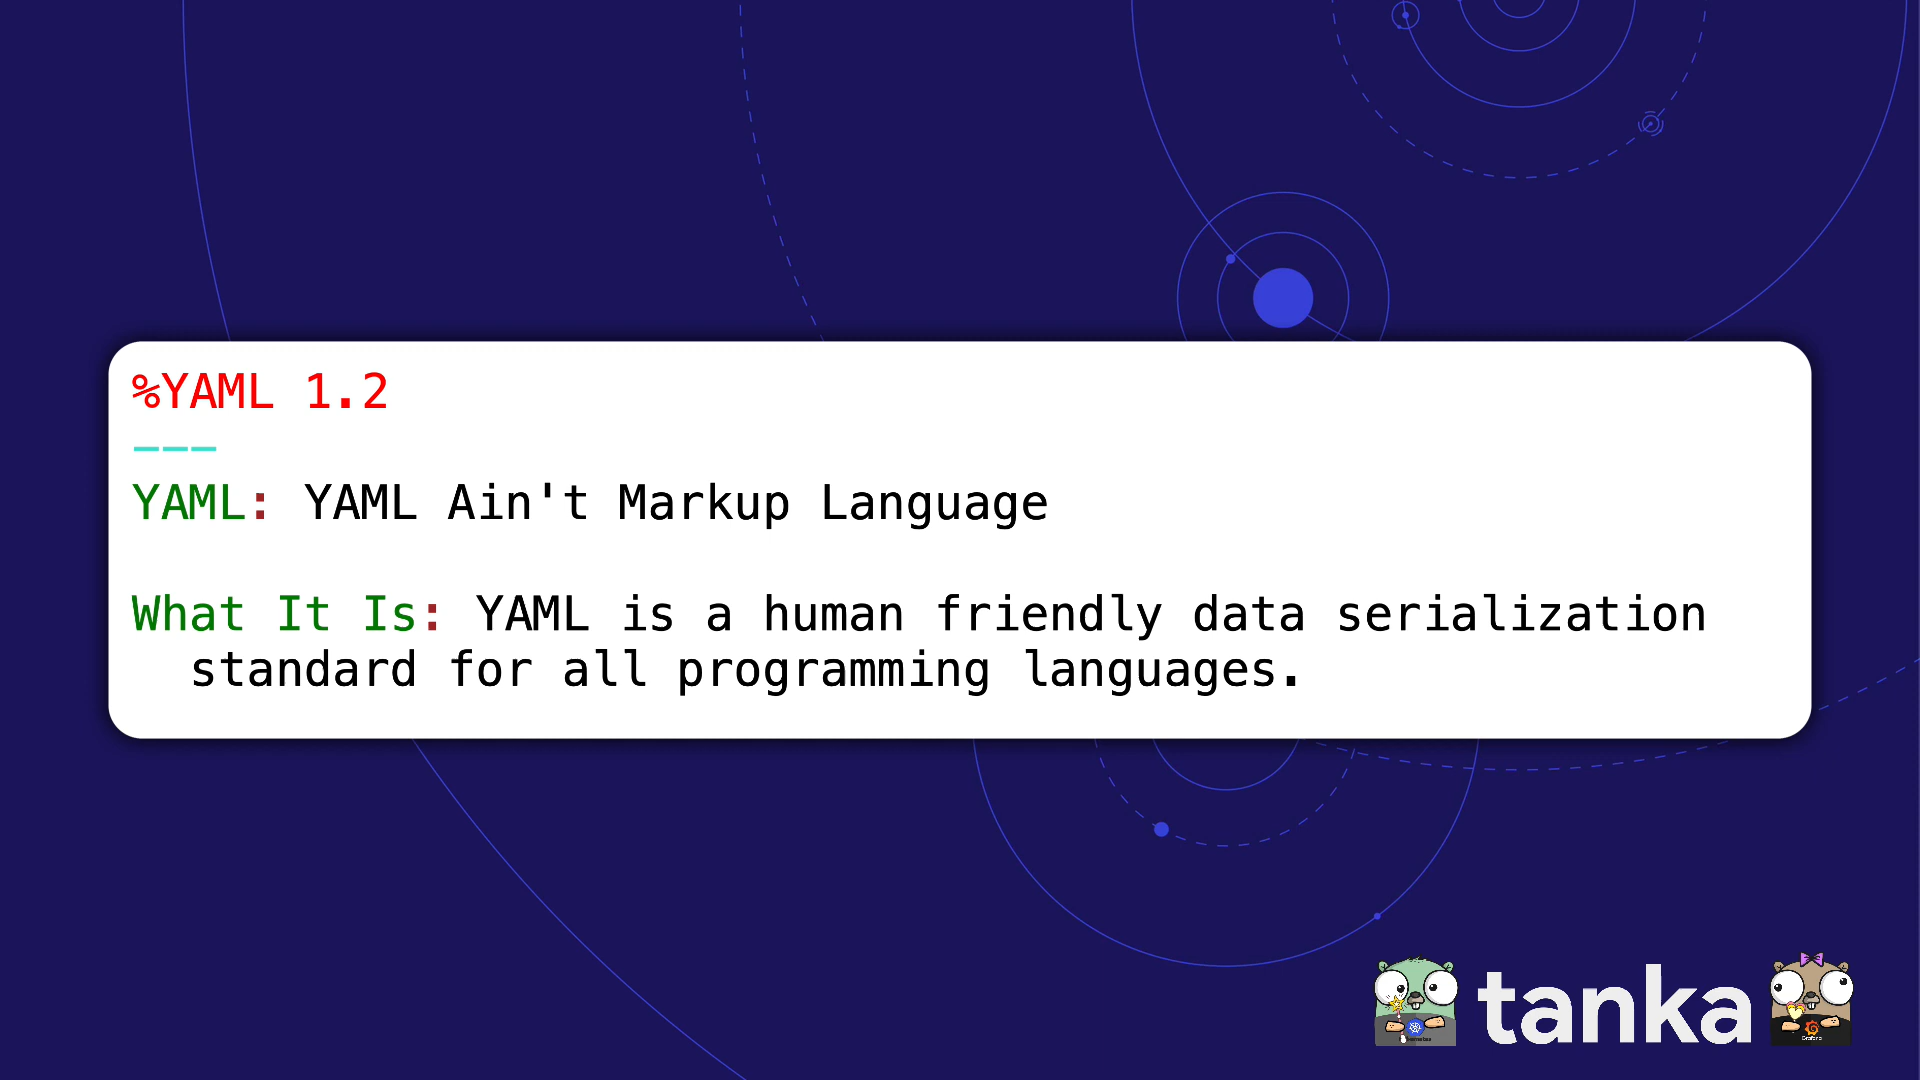 %YAML 1.2
---
YAML: YAML Ain't Markup Language
What It Is: YAML is a human friendly data serialization
standard for all programming languages.
tanka
Grafana